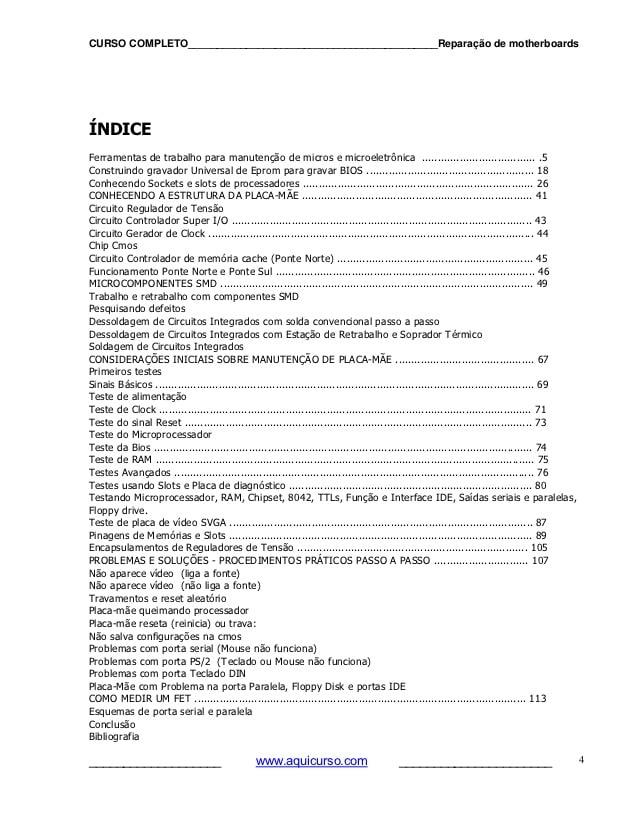 CURSO COMPLETO__________________________________________Reparação de motherboards
ÍNDICE
Ferramentas de trabalho para manutenção de micros e microeletrônica .................................... .5
Construindo gravador Universal de Eprom para gravar BIOS ..................................................... 18
Conhecendo Sockets e slots de processadores ......................................................................... 26
CONHECENDO A ESTRUTURA DA PLACA-MÃE ......................................................................... 41
Circuito Regulador de Tensão
Circuito Controlador Super I/O ............................................................................................... 43
Circuito Gerador de Clock ....................................................................................................... 44
Chip Cmos
Circuito Controlador de memória cache (Ponte Norte) .............................................................. 45
Funcionamento Ponte Norte e Ponte Sul .................................................................................. 46
MICROCOMPONENTES SMD ................................................................................................... 49
Trabalho e retrabalho com componentes SMD
Pesquisando defeitos
Dessoldagem de Circuitos Integrados com solda convencional passo a passo
Dessoldagem de Circuitos Integrados com Estação de Retrabalho e Soprador Térmico
Soldagem de Circuitos Integrados
CONSIDERAÇÕES INICIAIS SOBRE MANUTENÇÃO DE PLACA-MÃE ............................................ 67
Primeiros testes
Sinais Básicos ........................................................................................................................ 69
Teste de alimentação
Teste de Clock ...................................................................................................................... 71
Teste do sinal Reset .............................................................................................................. 73
Teste do Microprocessador
Teste da Bios ........................................................................................................................ 74
Teste de RAM ........................................................................................................................ 75
Testes Avançados .................................................................................................................. 76
Testes usando Slots e Placa de diagnóstico ............................................................................. 80
Testando Microprocessador, RAM, Chipset, 8042, TTLs, Função e Interface IDE, Saídas seriais e paralelas,
Floppy drive.
Teste de placa de vídeo SVGA ................................................................................................ 87
Pinagens de Memórias e Slots ................................................................................................ 89
Encapsulamentos de Reguladores de Tensão ......................................................................... 105
PROBLEMAS E SOLUÇÕES - PROCEDIMENTOS PRÁTICOS PASSO A PASSO .............................. 107
Não aparece vídeo (liga a fonte)
Não aparece vídeo (não liga a fonte)
Travamentos e reset aleatório
Placa-mãe queimando processador
Placa-mãe reseta (reinicia) ou trava:
Não salva configurações na cmos
Problemas com porta serial (Mouse não funciona)
Problemas com porta PS/2 (Teclado ou Mouse não funciona)
Problemas com porta Teclado DIN
Placa-Mãe com Problema na porta Paralela, Floppy Disk e portas IDE
COMO MEDIR UM FET ......................................................................................................... 113
Esquemas de porta serial e paralela
Conclusão
Bibliografia
___________________ www.aquicurso.com ______________________ 4